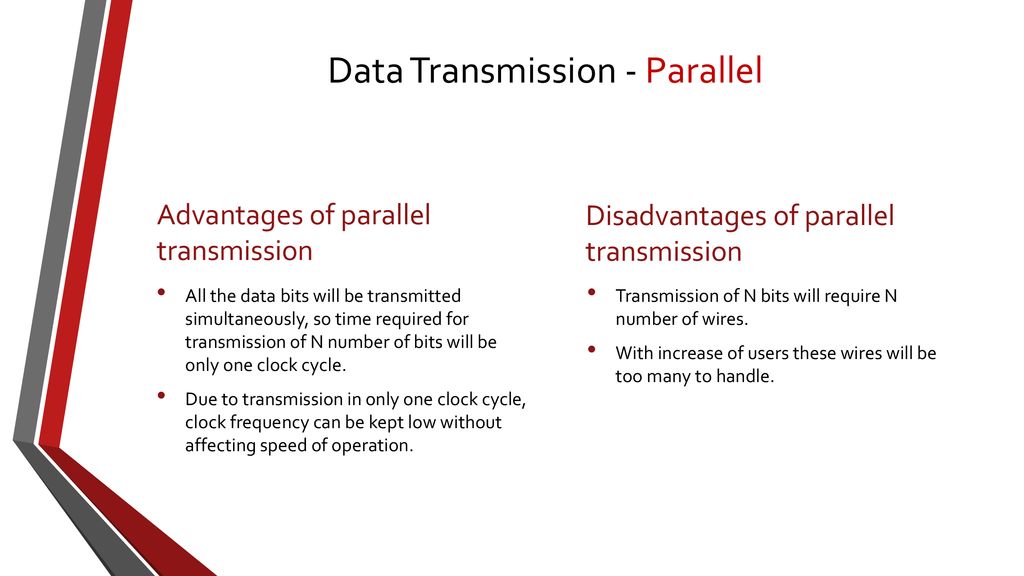 Data Transmission - Parallel
Advantages of parallel
transmission
• All the data bits will be transmitted
simultaneously, so time required for
transmission of N number of bits will be
only one clock cycle.
• Due to transmission in only one clock cycle,
clock frequency can be kept low without
affecting speed of operation.
Disadvantages of parallel
transmission
• Transmission of N bits will require N
number of wires.
• With increase of users these wires will be
too many to handle.